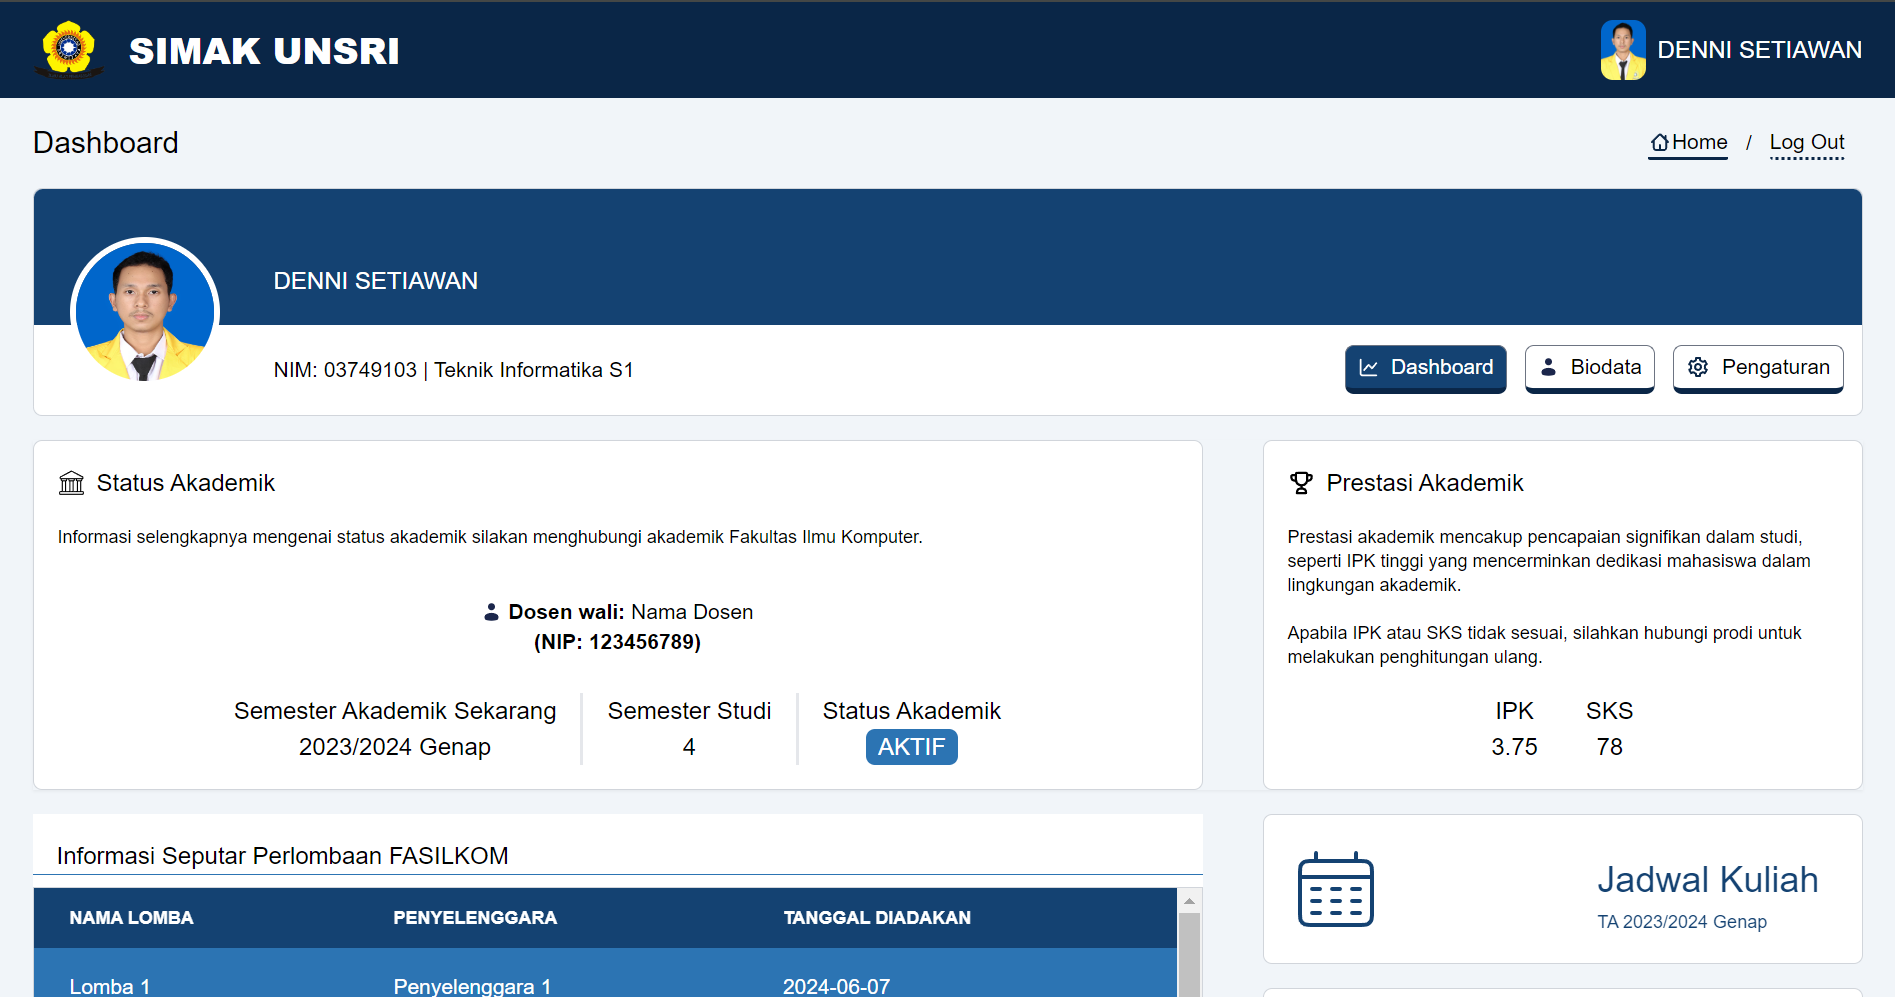 SIMAK UNSRI
DENNI SETIAWAN
Dashboard
Home / Log Out
DENNI SETIAWAN
NIM: 03749103 | Teknik Informatika S1
Dashboard
Biodata
Pengaturan
Status Akademik
Informasi selengkapnya mengenai status akademik silakan menghubungi akademik Fakultas Ilmu Komputer.
Dosen wali: Nama Dosen
(NIP: 123456789)
Semester Akademik Sekarang
2023/2024 Genap
Semester Studi
4
Status Akademik
AKTIF
Prestasi Akademik
Prestasi akademik mencakup pencapaian signifikan dalam studi,
seperti IPK tinggi yang mencerminkan dedikasi mahasiswa dalam
lingkungan akademik.
Apabila IPK atau SKS tidak sesuai, silahkan hubungi prodi untuk
melakukan penghitungan ulang.
IPK SKS
3.75 78
Informasi Seputar Perlombaan FASILKOM
NAMA LOMBA PENYELENGGARA TANGGAL DIADAKAN
Lomba 1 Penyelenggara 1 2024-06-07
Jadwal Kuliah
TA 2023/2024 Genap